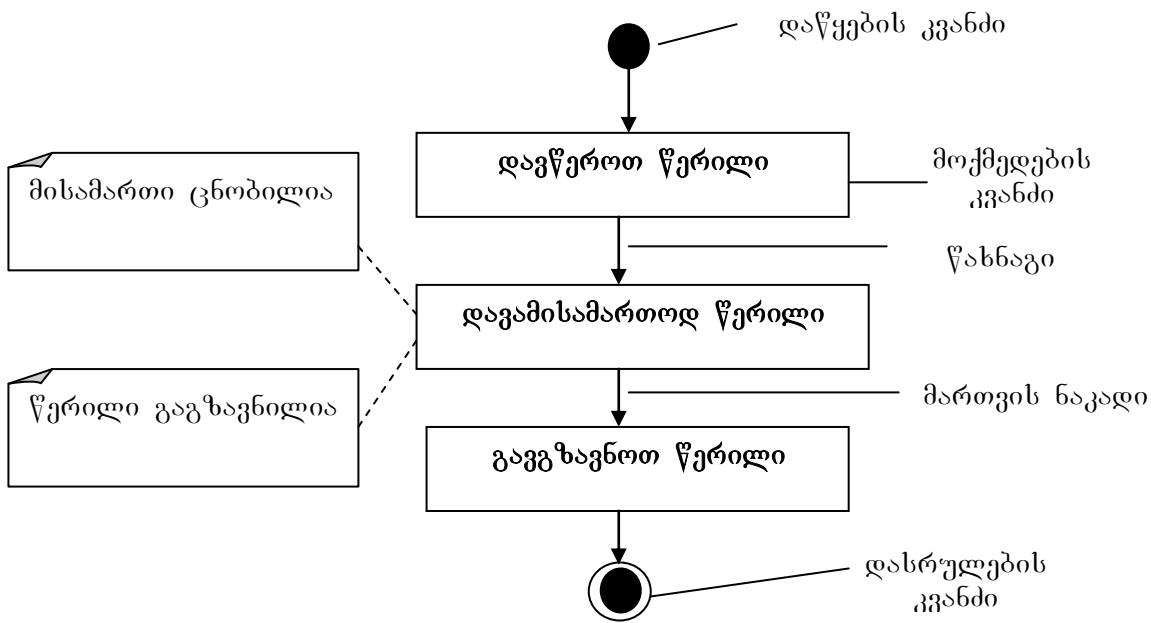 დაწყების კვანძი
დავწეროთ წერილი
მოქმედების
კვანძი
მისამართი ცნობილია
წახნაგი
დავამისამართოდ წერილი
მართვის ნაკადი
წერილი გაგზავნილია
გავგზავნოთ წერილი
დასრულების
კვანძი